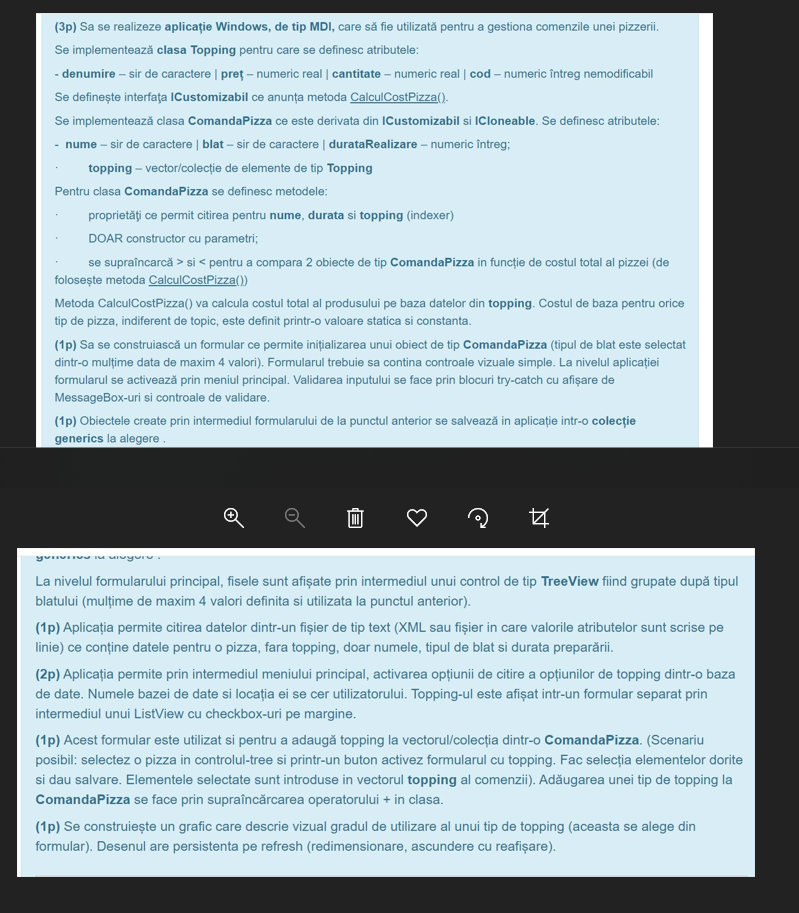 (3p) Sa se realizeze aplicație Windows, de tip MDI, care să fie utilizată pentru a gestiona comenzile unei pizzerii.
Se implementează clasa Topping pentru care se definesc atributele:
- denumire – sir de caractere | preț – numeric real | cantitate – numeric real | cod – numeric întreg nemodificabil
Se definește interfața ICustomizabil ce anunța metoda CalculCostPizza().
Se implementează clasa ComandaPizza ce este derivata din ICustomizabil si ICloneable. Se definesc atributele:
- nume – sir de caractere | blat – sir de caractere | durataRealizare – numeric întreg;
· topping – vector/colecție de elemente de tip Topping
Pentru clasa ComandaPizza se definesc metodele:
· proprietăți ce permit citirea pentru nume, durata si topping (indexer)
· DOAR constructor cu parametri;
· se supraîncarcă > si < pentru a compara 2 obiecte de tip ComandaPizza in funcție de costul total al pizzei (de
folosește metoda CalculCostPizza())
Metoda CalculCostPizza() va calcula costul total al produsului pe baza datelor din topping. Costul de baza pentru orice
tip de pizza, indiferent de topic, este definit printr-o valoare statica si constanta.
(1p) Sa se construiască un formular ce permite inițializarea unui obiect de tip ComandaPizza (tipul de blat este selectat
dintr-o mulțime data de maxim 4 valori). Formularul trebuie sa contina controale vizuale simple. La nivelul aplicației
formularul se activează prin meniul principal. Validarea inputului se face prin blocuri try-catch cu afișare de
MessageBox-uri si controale de validare.
(1p) Obiectele create prin intermediul formularului de la punctul anterior se salvează in aplicație intr-o colecție
generics la alegere .
generics la alegere .
La nivelul formularului principal, fisele sunt afișate prin intermediul unui control de tip TreeView fiind grupate după tipul
blatului (mulțime de maxim 4 valori definita si utilizata la punctul anterior).
(1p) Aplicația permite citirea datelor dintr-un fișier de tip text (XML sau fișier in care valorile atributelor sunt scrise pe
linie) ce conține datele pentru o pizza, fara topping, doar numele, tipul de blat si durata preparării.
(2p) Aplicația permite prin intermediul meniului principal, activarea opțiunii de citire a opțiunilor de topping dintr-o baza
de date. Numele bazei de date si locația ei se cer utilizatorului. Topping-ul este afișat intr-un formular separat prin
intermediul unui ListView cu checkbox-uri pe margine.
(1p) Acest formular este utilizat si pentru a adaugă topping la vectorul/colecția dintr-o ComandaPizza. (Scenariu
posibil: selectez o pizza in controlul-tree si printr-un buton activez formularul cu topping. Fac selecția elementelor dorite
si dau salvare. Elementele selectate sunt introduse in vectorul topping al comenzii). Adăugarea unei tip de topping la
ComandaPizza se face prin supraîncărcarea operatorului + in clasa.
(1p) Se construiește un grafic care descrie vizual gradul de utilizare al unui tip de topping (aceasta se alege din
formular). Desenul are persistenta pe refresh (redimensionare, ascundere cu reafișare).